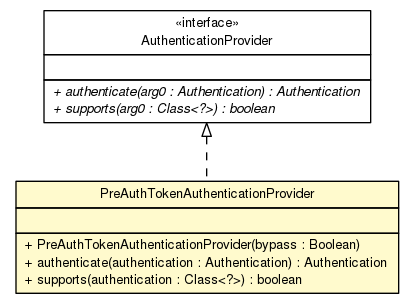 «interface»
AuthenticationProvider
+ authenticate(arg0 : Authentication) : Authentication
+ supports(arg0 : Class<?>) : boolean
PreAuthTokenAuthenticationProvider
+ PreAuthTokenAuthenticationProvider(bypass : Boolean)
+ authenticate(authentication : Authentication) : Authentication
+ supports(authentication : Class<?>) : boolean